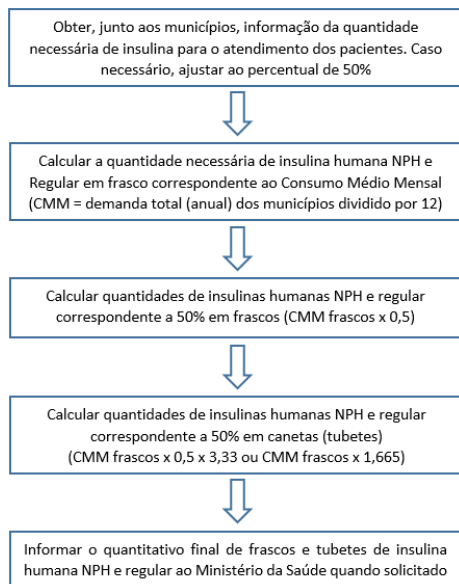 Obter, junto aos municípios, informação da quantidade
necessária de insulina para o atendimento dos pacientes. Caso
necessário, ajustar ao percentual de 50%
Calcular a quantidade necessária de insulina humana NPH e
Regular em frasco correspondente ao Consumo Médio Mensal
(CMM = demanda total (anual) dos municípios dividido por 12)
Calcular quantidades de insulinas humanas NPH e regular
correspondente a 50% em frascos (CMM frascos x 0,5)
Calcular quantidades de insulinas humanas NPH e regular
correspondente a 50% em canetas (tubetes)
(CMM frascos x 0,5 x 3,33 ou CMM frascos x 1,665)
Informar o quantitativo final de frascos e tubetes de insulina
humana NPH e regular ao Ministério da Saúde quando solicitado